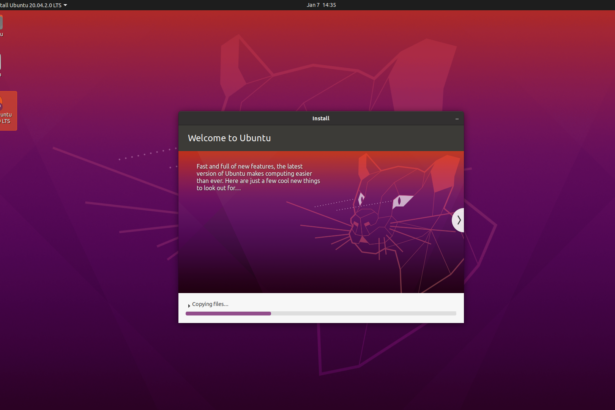 tall Ubuntu 20.04.2.0 LTS
Jan 7 14:35
LTS
Install
Welcome to Ubuntu
Fast and full of new features, the latest
version of Ubuntu makes computing easier
than ever. Here are just a few cool new things
to look out for...
Copying files...